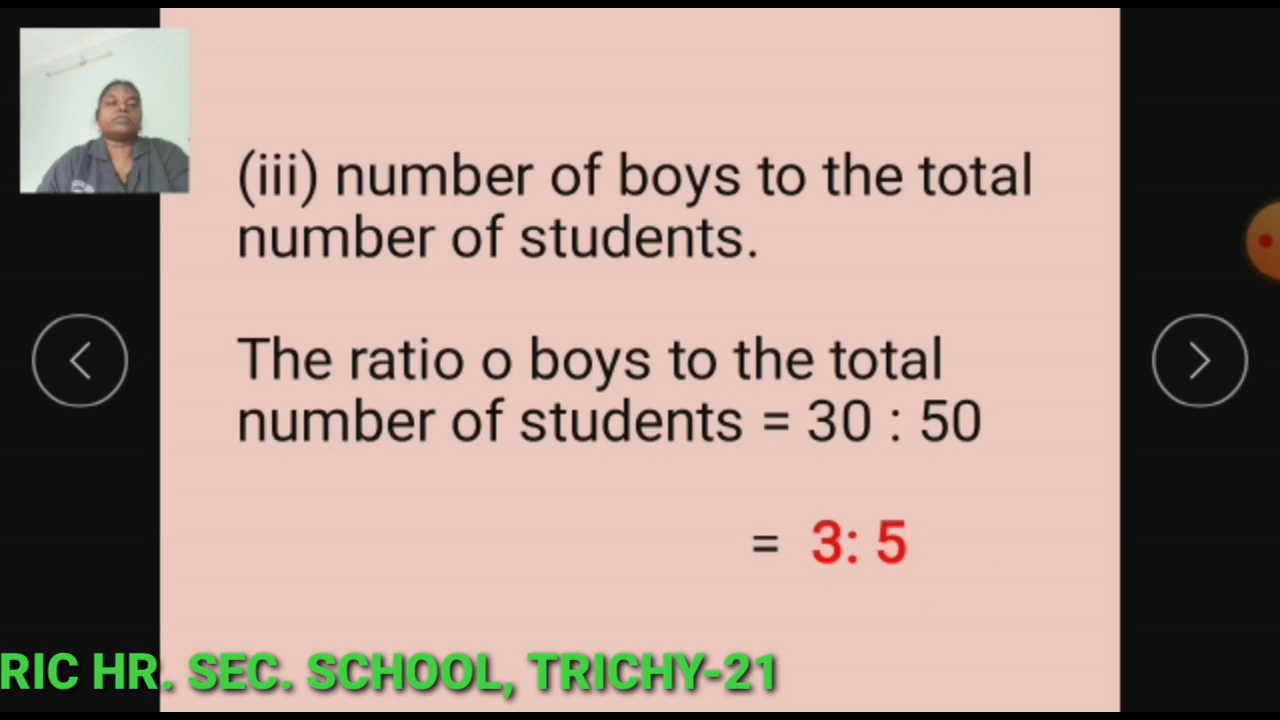 (iii) number of boys to the total
number of students.
The ratio o boys to the total
number of students = 30 : 50
= 3: 5
RIC HR. SEC. SCHOOL, TRICHY-21